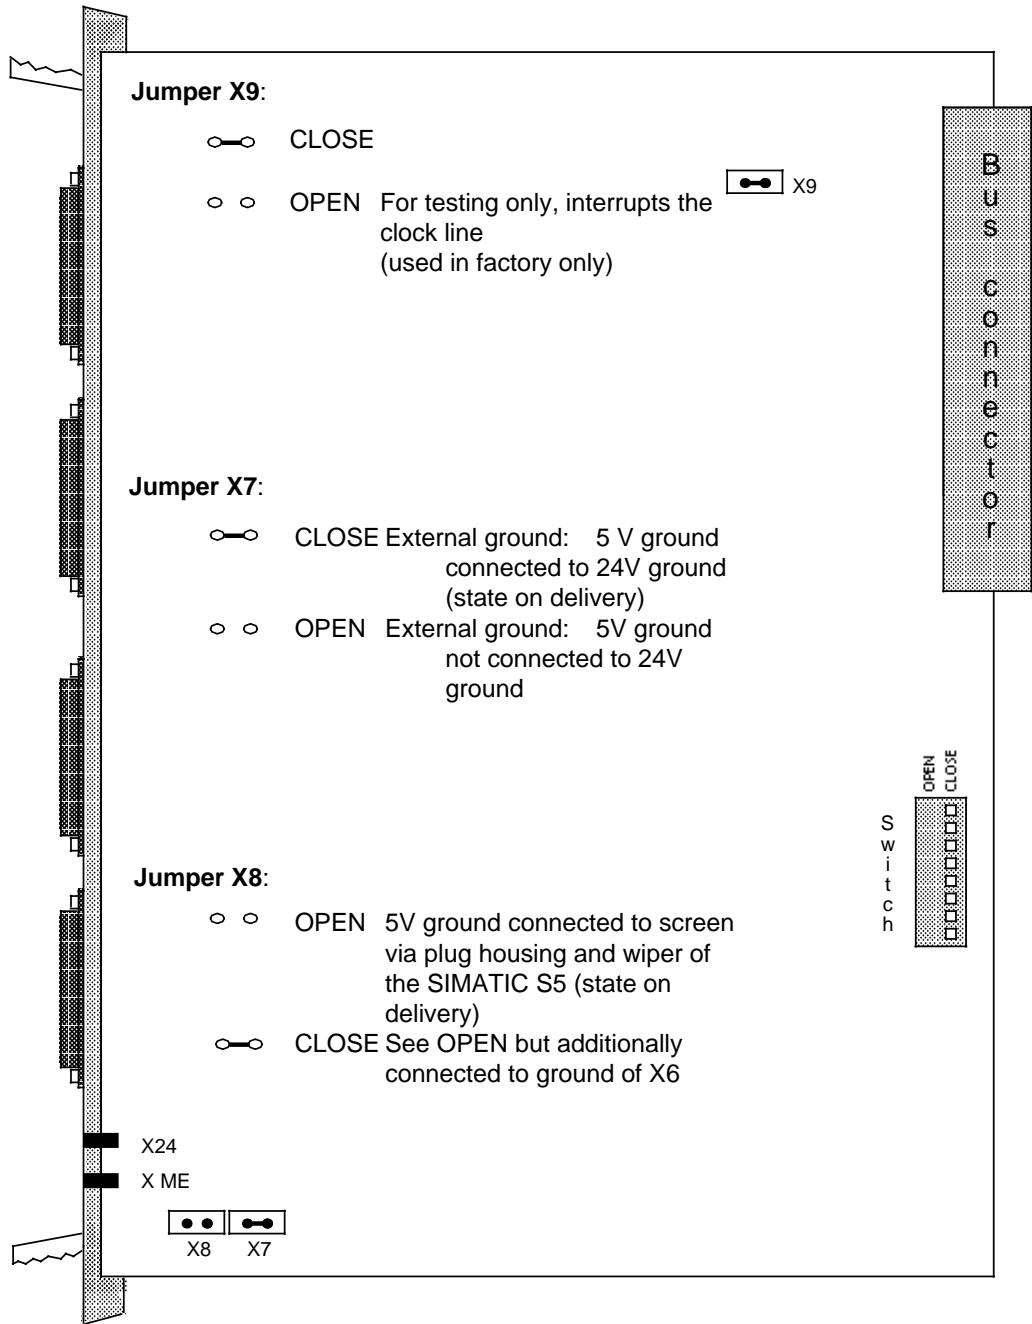 Jumper X9:
CLOSE
OPEN For testing only, interrupts the
clock line
(used in factory only)
X9
Bus connector
Jumper X7:
CLOSE External ground: 5 V ground
connected to 24V ground
(state on delivery)
OPEN External ground: 5V ground
not connected to 24V
ground
OPEN
CLOSE
Switch
Jumper X8:
OPEN 5V ground connected to screen
via plug housing and wiper of
the SIMATIC S5 (state on
delivery)
CLOSE See OPEN but additionally
connected to ground of X6
X24
X ME
X8 X7